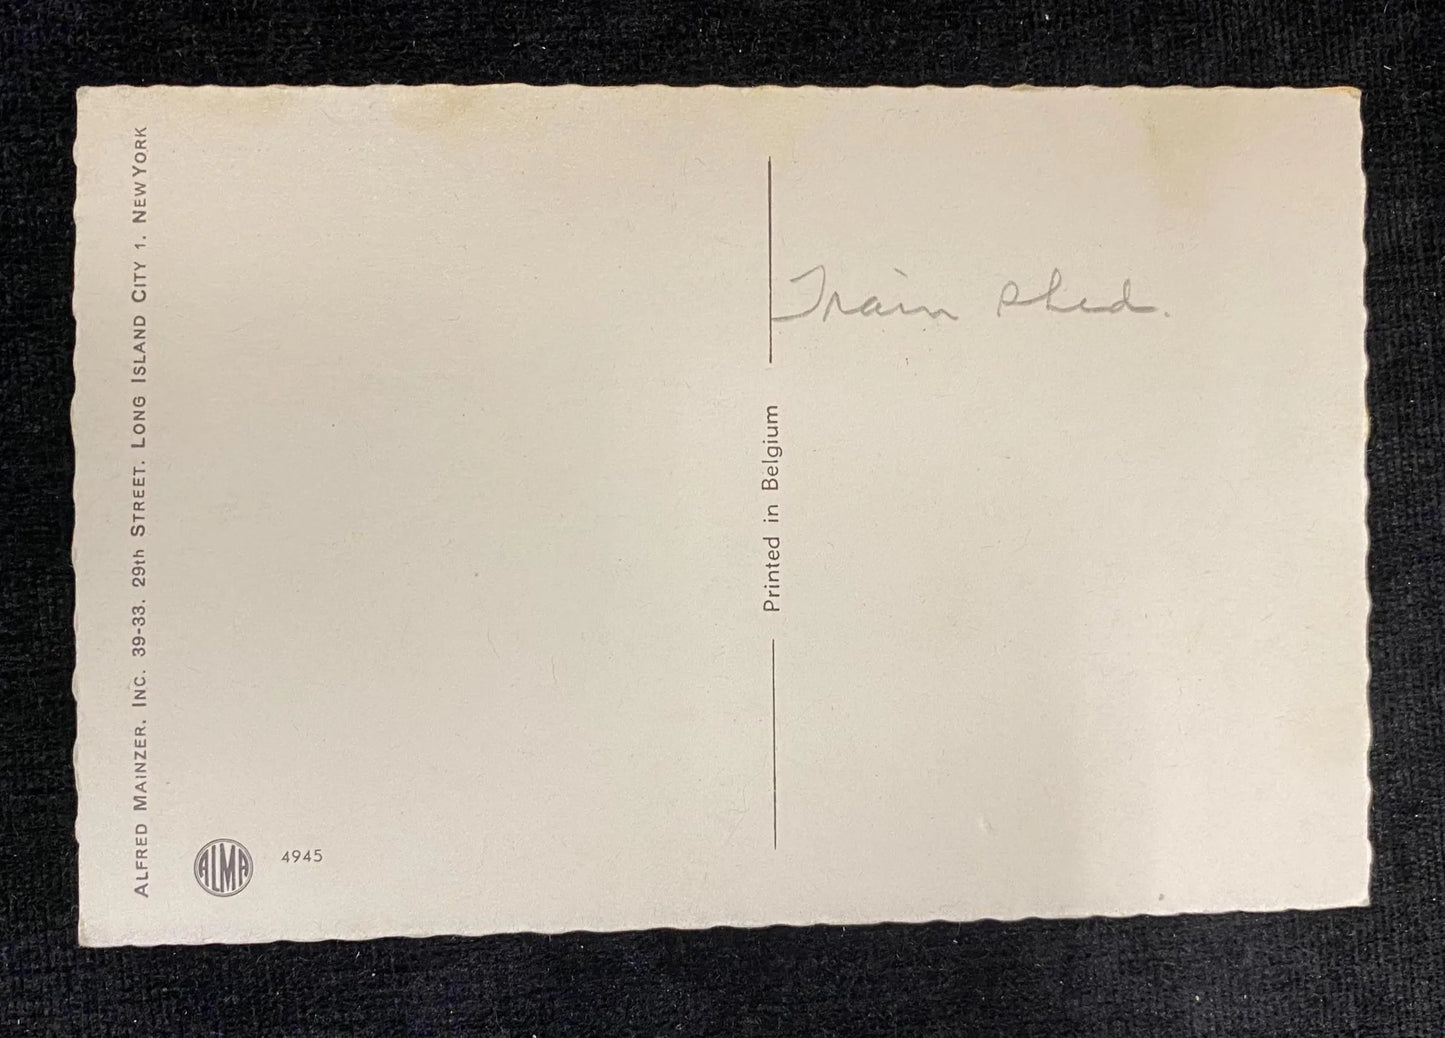 ALFRED MAINZER, INC. 39-33. 29th STREET. LONG ISLAND CITY 1. NEW YORK
ALMA
4945
Printed in Belgium
Train shed.